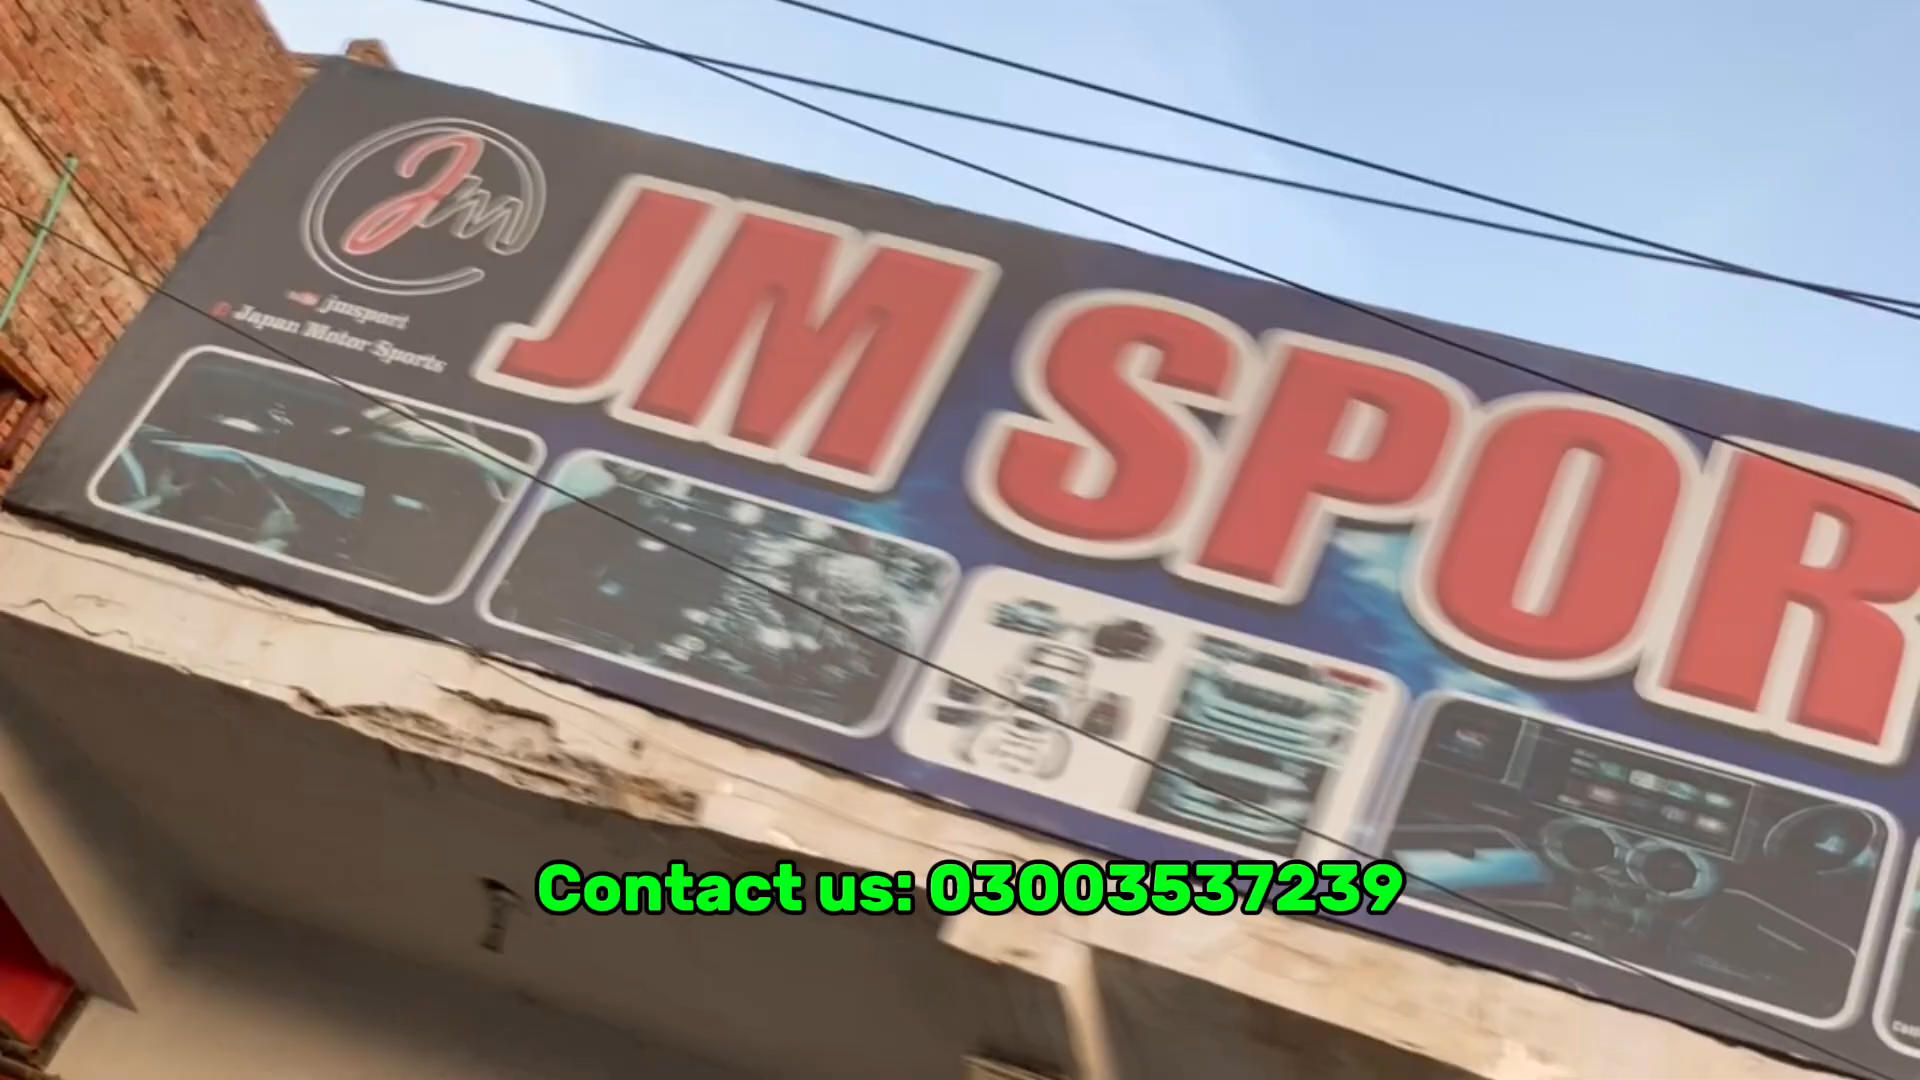 Jm
jmsport
Japan Motor Sports
JM SPOR
Contact us: 03003537239